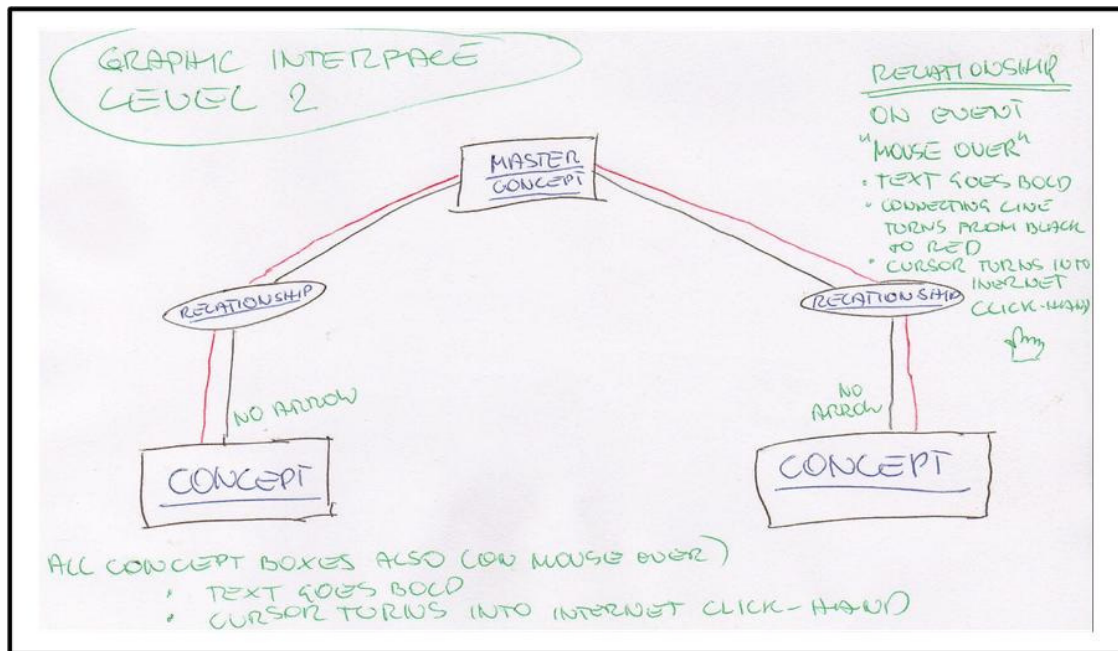 GRAPHIC INTERFACE
LEVEL 2
RELATIONSHIP
ON EVENT
"MOUSE OVER"
• TEXT GOES BOLD
• CONNECTING LINE
TURNS FROM BLACK
TO RED
• CURSOR TURNS INTO
INERNET
CLICK-HAND
MASTER
CONCEPT
RELATIONSHIP
RELATIONSHIP
NO ARROW
NO
ARROW
CONCEPT
CONCEPT
ALL CONCEPT BOXES ALSO (ON MOUSE OVER)
• TEXT GOES BOLD
• CURSOR TURNS INTO INTERNET CLICK-HAND